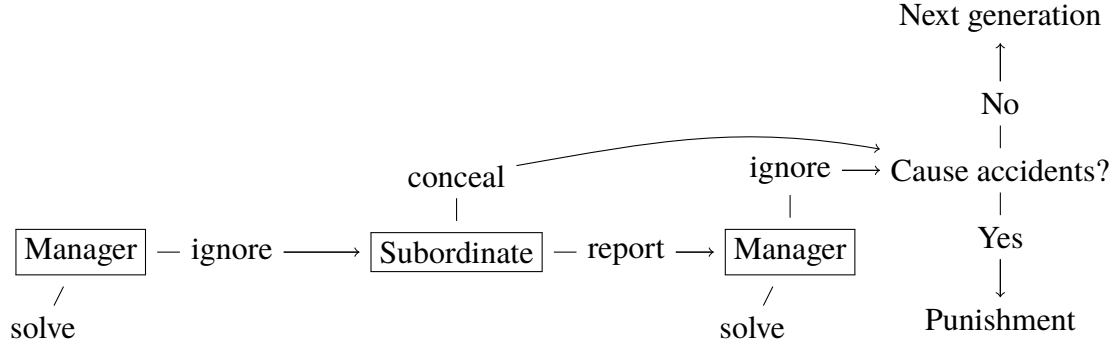 Next generation
No
conceal
ignore
Cause accidents?
Manager
ignore
Subordinate
report
Manager
Yes
solve
solve
Punishment